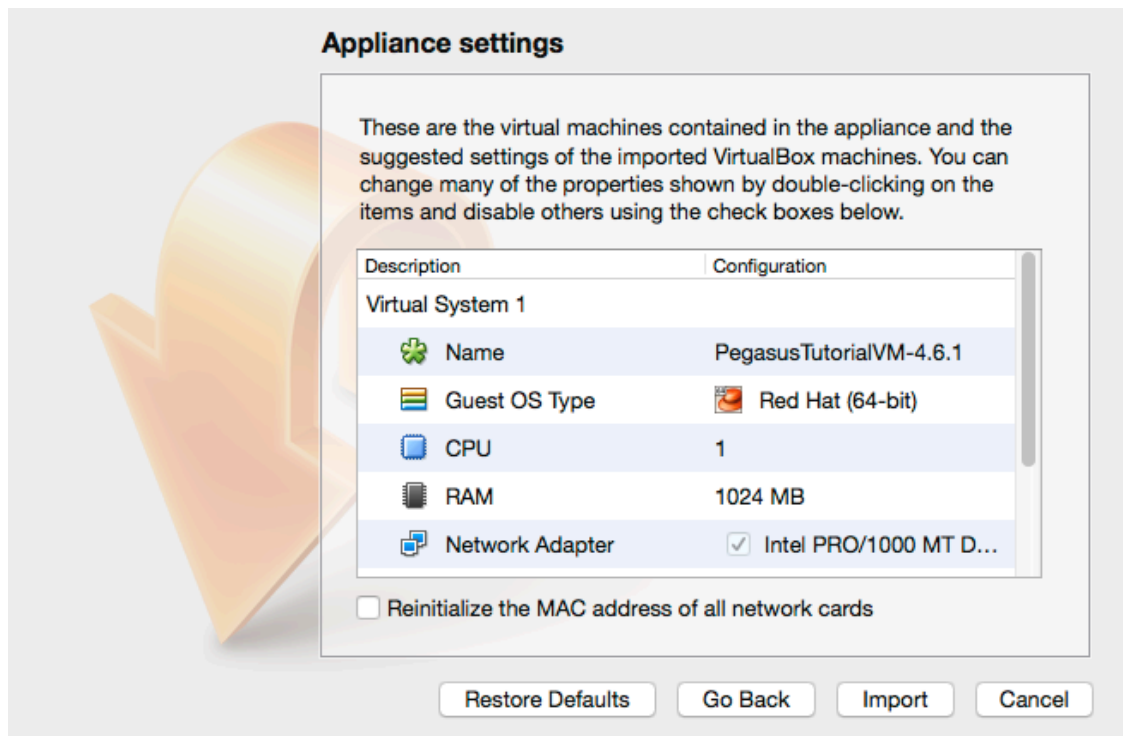 Appliance settings
These are the virtual machines contained in the appliance and the
suggested settings of the imported VirtualBox machines. You can
change many of the properties shown by double-clicking on the
items and disable others using the check boxes below.
Description Configuration
Virtual System 1
Name PegasusTutorialVM-4.6.1
Guest OS Type Red Hat (64-bit)
CPU 1
RAM 1024 MB
Network Adapter Intel PRO/1000 MT D...
Reinitialize the MAC address of all network cards
Restore Defaults Go Back Import Cancel